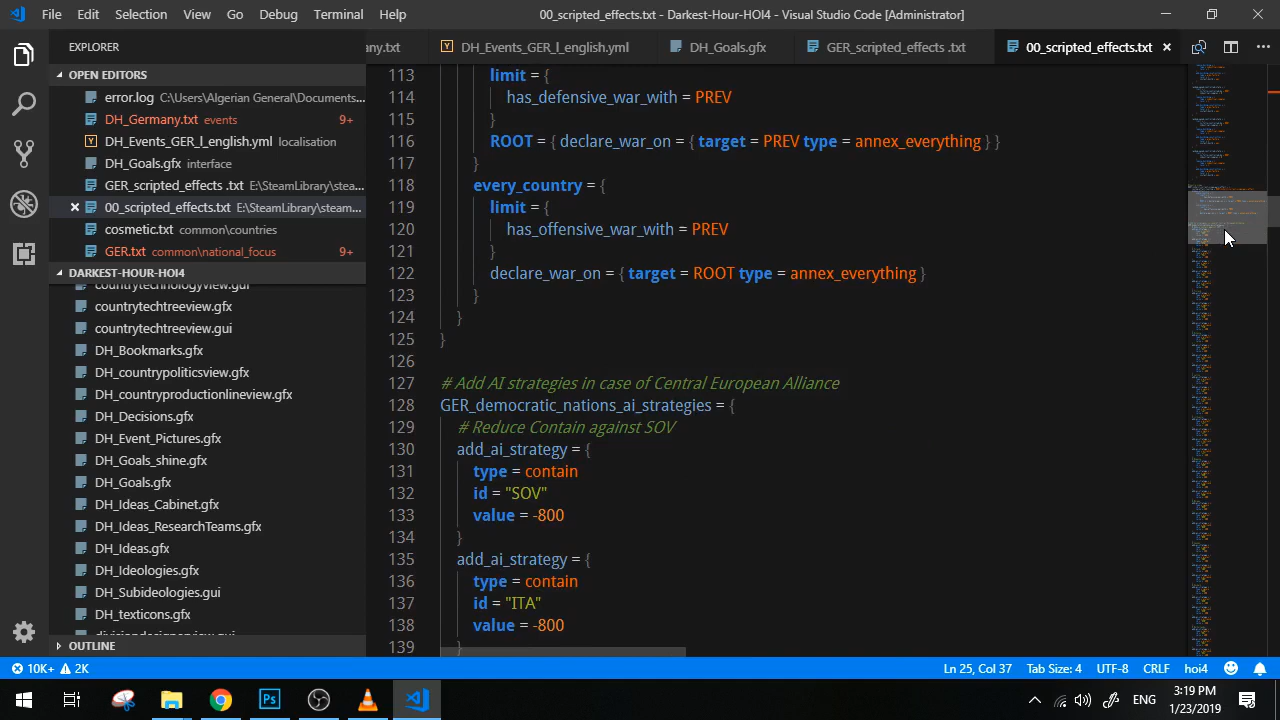 File Edit Selection View Go Debug Terminal Help
00_scripted_effects.txt - Darkest-Hour-HOI4 - Visual Studio Code [Administrator]
EXPLORER
any.txt
DH_Events_GER_l_english.yml
DH_Goals.gfx
GER_scripted_effects .txt
00_scripted_effects.txt
OPEN EDITORS
error.log C:\Users\Algerian General\Documents...
DH_Germany.txt events 9+
DH_Events_GER_l_english.yml localisati...
DH_Goals.gfx interface
GER_scripted_effects .txt E:\SteamLibrary\steam...
00_scripted_effects.txt E:\SteamLibrary\steam...
cosmetic.txt common\countries
GER.txt common\national_focus 9+
DARKEST-HOUR-HOI4
countrytechnologyview.gui
countrytechtreeview.gfx
countrytechtreeview.gui
DH_Bookmarks.gfx
DH_countrypoliticsview.gfx
DH_countryproductionlineview.gfx
DH_Decisions.gfx
DH_Event_Pictures.gfx
DH_Goals_shine.gfx
DH_Goals.gfx
DH_Ideas_Cabinet.gfx
DH_Ideas_ResearchTeams.gfx
DH_Ideas.gfx
DH_Ideologies.gfx
DH_Subideologies.gui
DH_texticons.gfx
OUTLINE
113 limit = {
114 has_defensive_war_with = PREV
115 }
116 ROOT = { declare_war_on = { target = PREV type = annex_everything } }
117 }
118 every_country = {
119 limit = {
120 has_offensive_war_with = PREV
121 }
122 declare_war_on = { target = ROOT type = annex_everything }
123 }
124 }
125 }
126
127 # Add AI strategies in case of Central European Alliance
128 GER_democratic_nations_ai_strategies = {
129 # Reduce Contain against SOV
130 add_ai_strategy = {
131 type = contain
132 id = "SOV"
133 value = -800
134 }
135 add_ai_strategy = {
136 type = contain
137 id = "ITA"
138 value = -800
139 }
10K+ 2K
Ln 25, Col 37 Tab Size: 4 UTF-8 CRLF hoi4
Ps
ENG
3:19 PM
1/23/2019